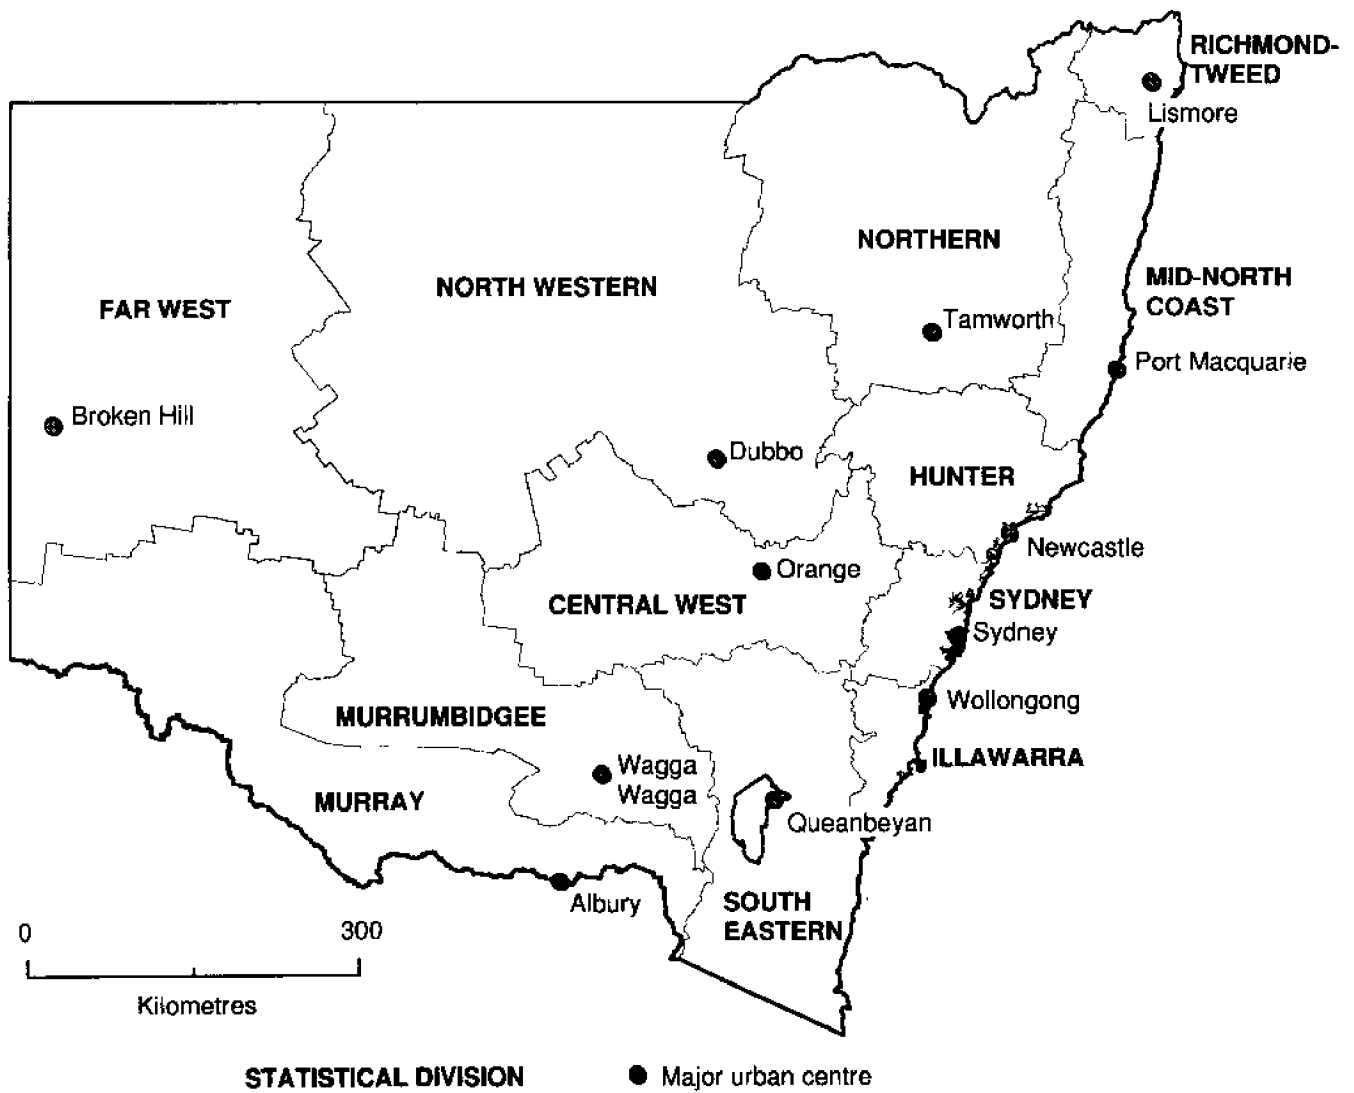 RICHMOND-
TWEED
Lismore
NORTHERN
NORTH WESTERN
MID-NORTH
COAST
FAR WEST
Tamworth
Port Macquarie
Broken Hill
Dubbo
HUNTER
Newcastle
Orange
CENTRAL WEST
SYDNEY
Sydney
Wollongong
MURRUMBIDGEE
ILLAWARRA
Wagga
Wagga
MURRAY
Queanbeyan
Albury
SOUTH
EASTERN
0 300
Kilometres
STATISTICAL DIVISION
Major urban centre